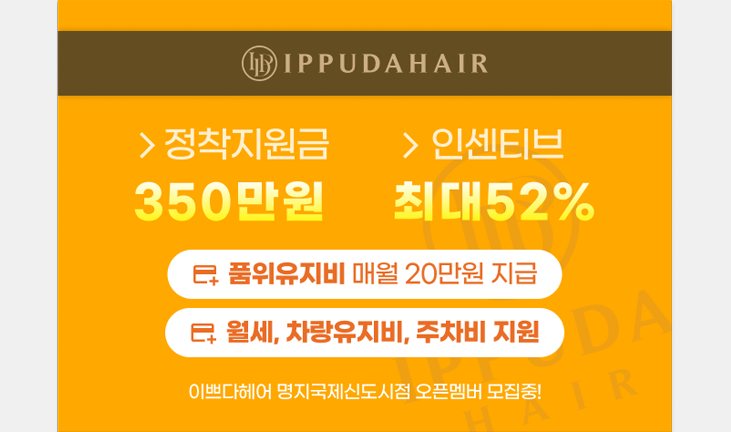 IPPUDAHAIR
> 정착지원금
350만원
> 인센티브
최대52%
품위유지비 매월 20만원 지급
월세, 차량유지비, 주차비 지원
이쁘다헤어 명지국제신도시점 오픈멤버 모집중!
IPPUDA
HAIR